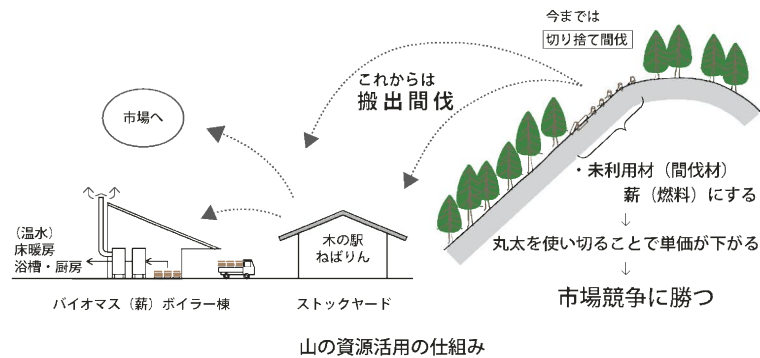 今までは
切り捨て間伐
これからは
搬出間伐
市場へ
・未利用材（間伐材）
薪（燃料）にする
↓
丸太を使い切ることで単価が下がる
↓
市場競争に勝つ
木の駅
ねばりん
（温水）
床暖房
浴槽・厨房
バイオマス（薪）ボイラー棟
ストックヤード
山の資源活用の仕組み